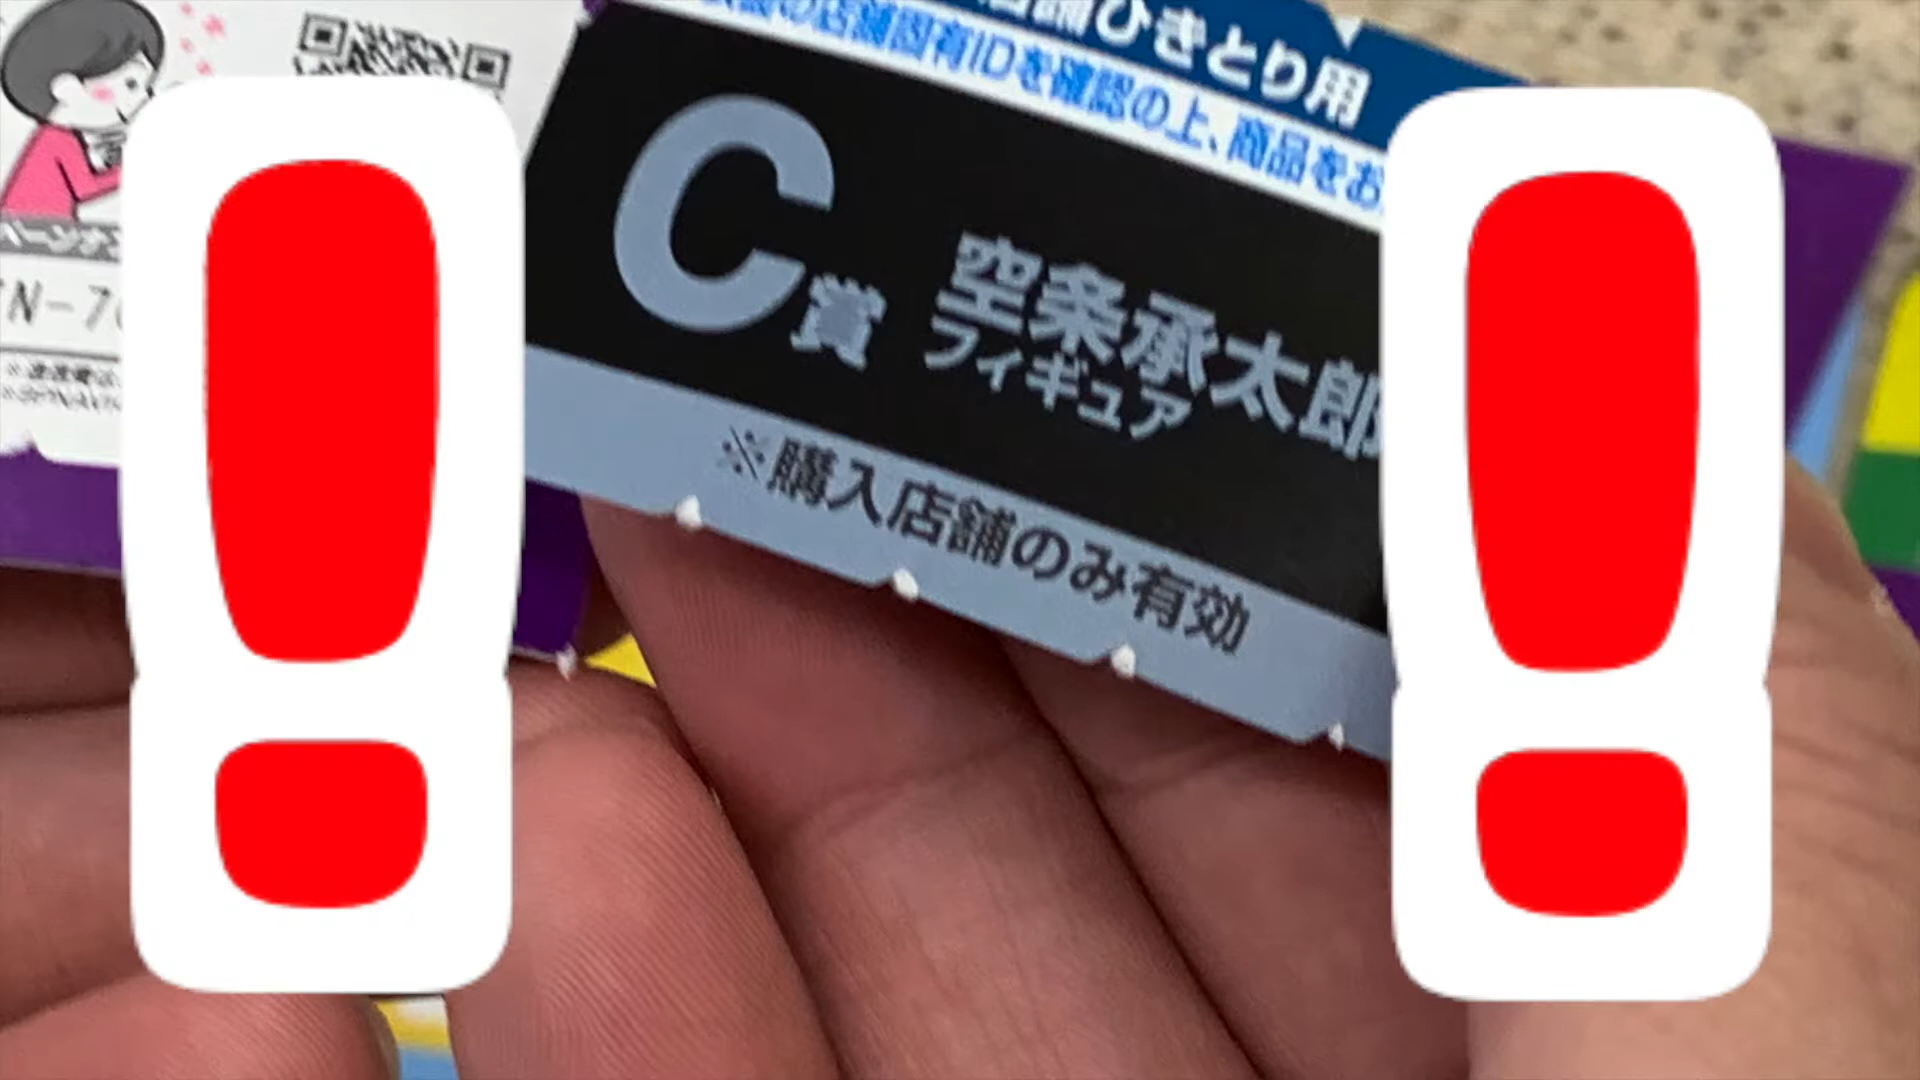 店舗ひきとり用
の店舗固有IDを確認の上、商品をお
C賞
空条承太郎
フィギュア
※購入店舗のみ有効
N-7
!
!